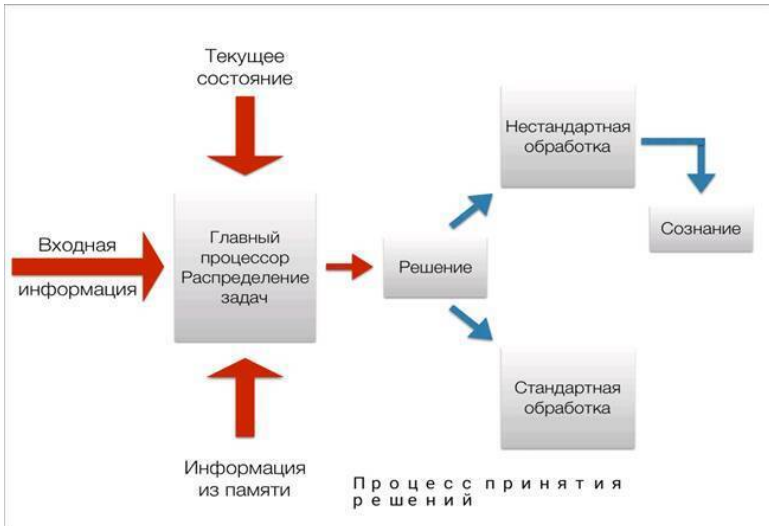 Текущее
состояние
Нестандартная
обработка
Входная
информация
Главный
процессор
Распределение
задач
Решение
Сознание
Стандартная
обработка
Информация
из памяти
Процесс принятия
решений